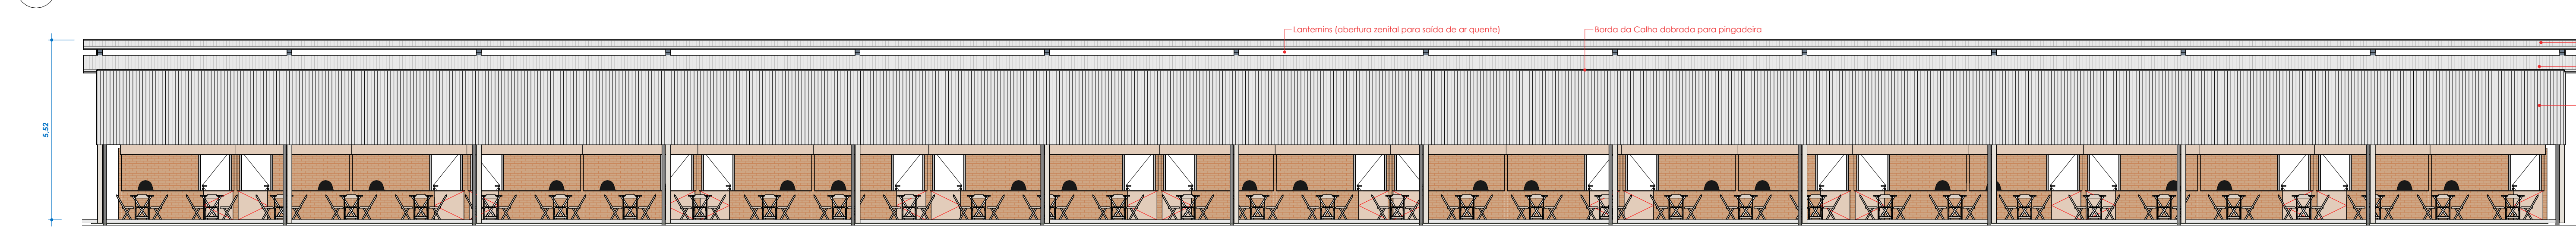 Lanternins (abertura zenital para saída de ar quente)
Borda da Calha dobrada para pingadeira
5.52